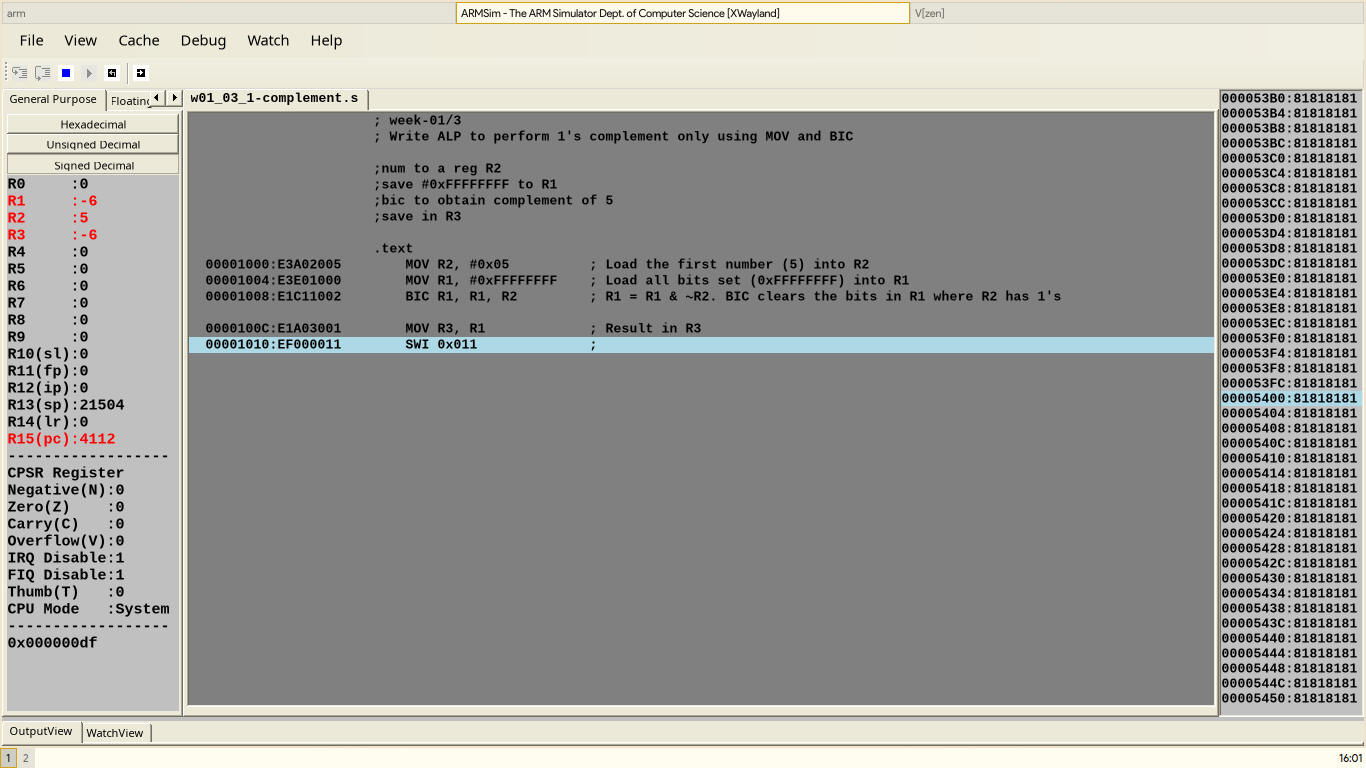 arm
ARMSim - The ARM Simulator Dept. of Computer Science [XWayland]
V[zen]
File View Cache Debug Watch Help
General Purpose
Floating
w01_03_1-complement.s
Hexadecimal
Unsigned Decimal
Signed Decimal
R0 :0
R1 :-6
R2 :5
R3 :-6
R4 :0
R5 :0
R6 :0
R7 :0
R8 :0
R9 :0
R10(sl):0
R11(fp):0
R12(ip):0
R13(sp):21504
R14(lr):0
R15(pc):4112
------------------
CPSR Register
Negative(N):0
Zero(Z) :0
Carry(C) :0
Overflow(V):0
IRQ Disable:1
FIQ Disable:1
Thumb(T) :0
CPU Mode :System
------------------
0x000000df
; week-01/3
; Write ALP to perform 1's complement only using MOV and BIC
;num to a reg R2
;save #0xFFFFFFFF to R1
;bic to obtain complement of 5
;save in R3
.text
00001000:E3A02005 MOV R2, #0x05 ; Load the first number (5) into R2
00001004:E3E01000 MOV R1, #0xFFFFFFFF ; Load all bits set (0xFFFFFFFF) into R1
00001008:E1C11002 BIC R1, R1, R2 ; R1 = R1 & ~R2. BIC clears the bits in R1 where R2 has 1's
0000100C:E1A03001 MOV R3, R1 ; Result in R3
00001010:EF000011 SWI 0x011 ;
000053B0:81818181
000053B4:81818181
000053B8:81818181
000053BC:81818181
000053C0:81818181
000053C4:81818181
000053C8:81818181
000053CC:81818181
000053D0:81818181
000053D4:81818181
000053D8:81818181
000053DC:81818181
000053E0:81818181
000053E4:81818181
000053E8:81818181
000053EC:81818181
000053F0:81818181
000053F4:81818181
000053F8:81818181
000053FC:81818181
00005400:81818181
00005404:81818181
00005408:81818181
0000540C:81818181
00005410:81818181
00005414:81818181
00005418:81818181
0000541C:81818181
00005420:81818181
00005424:81818181
00005428:81818181
0000542C:81818181
00005430:81818181
00005434:81818181
00005438:81818181
0000543C:81818181
00005440:81818181
00005444:81818181
00005448:81818181
0000544C:81818181
00005450:81818181
OutputView
WatchView
1 2
16:01